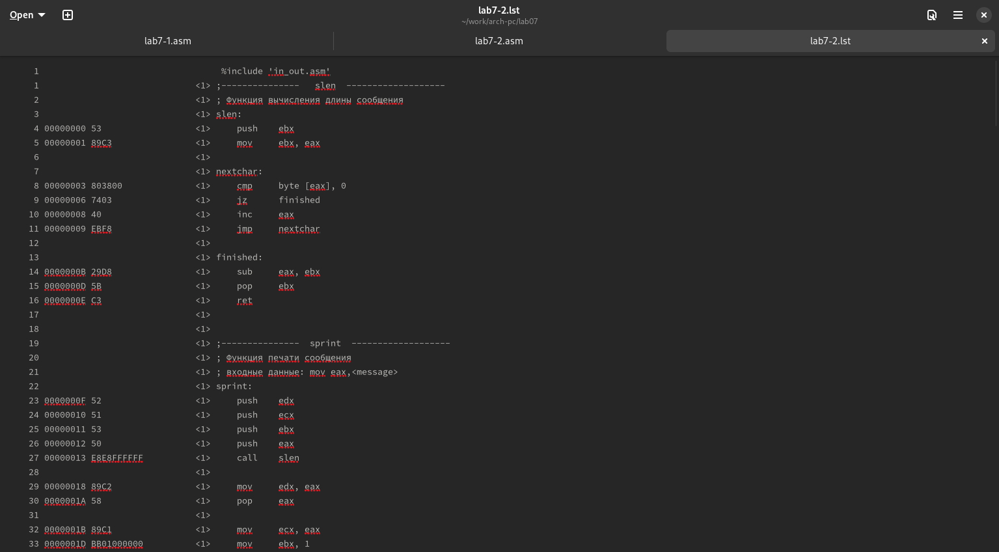 Open
lab7-2.lst
~/work/arch-pc/lab07
lab7-1.asm lab7-2.asm lab7-2.lst
1 %include 'in_out.asm'
1 <1> ;--------------- slen -------------------
2 <1> ; Функция вычисления длины сообщения
3 <1> slen:
4 00000000 53 <1> push ebx
5 00000001 89C3 <1> mov ebx, eax
6 <1>
7 <1> nextchar:
8 00000003 803800 <1> cmp byte [eax], 0
9 00000006 7403 <1> jz finished
10 00000008 40 <1> inc eax
11 00000009 EBF8 <1> jmp nextchar
12 <1>
13 <1> finished:
14 0000000B 29D8 <1> sub eax, ebx
15 0000000D 5B <1> pop ebx
16 0000000E C3 <1> ret
17 <1>
18 <1>
19 <1> ;--------------- sprint -------------------
20 <1> ; Функция печати сообщения
21 <1> ; входные данные: mov eax,<message>
22 <1> sprint:
23 0000000F 52 <1> push edx
24 00000010 51 <1> push ecx
25 00000011 53 <1> push ebx
26 00000012 50 <1> push eax
27 00000013 E8E8FFFFFF <1> call slen
28 <1>
29 00000018 89C2 <1> mov edx, eax
30 0000001A 58 <1> pop eax
31 <1>
32 0000001B 89C1 <1> mov ecx, eax
33 0000001D BB01000000 <1> mov ebx, 1